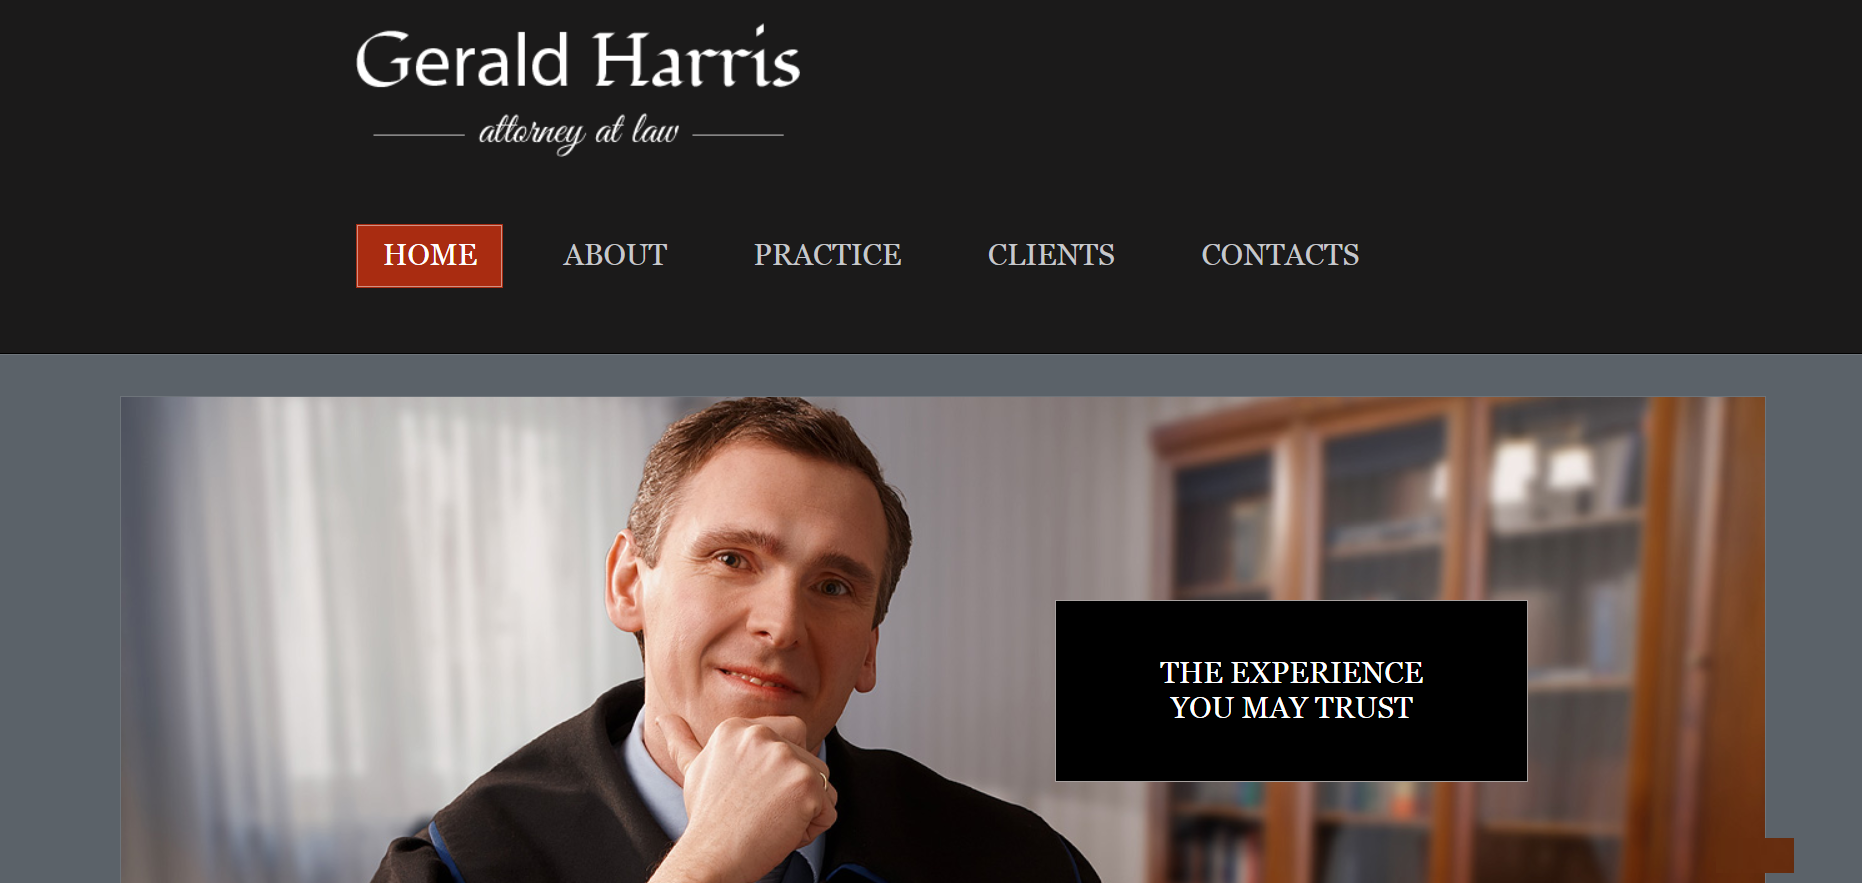 Gerald Harris
attorney at law
HOME ABOUT PRACTICE CLIENTS CONTACTS
THE EXPERIENCE
YOU MAY TRUST